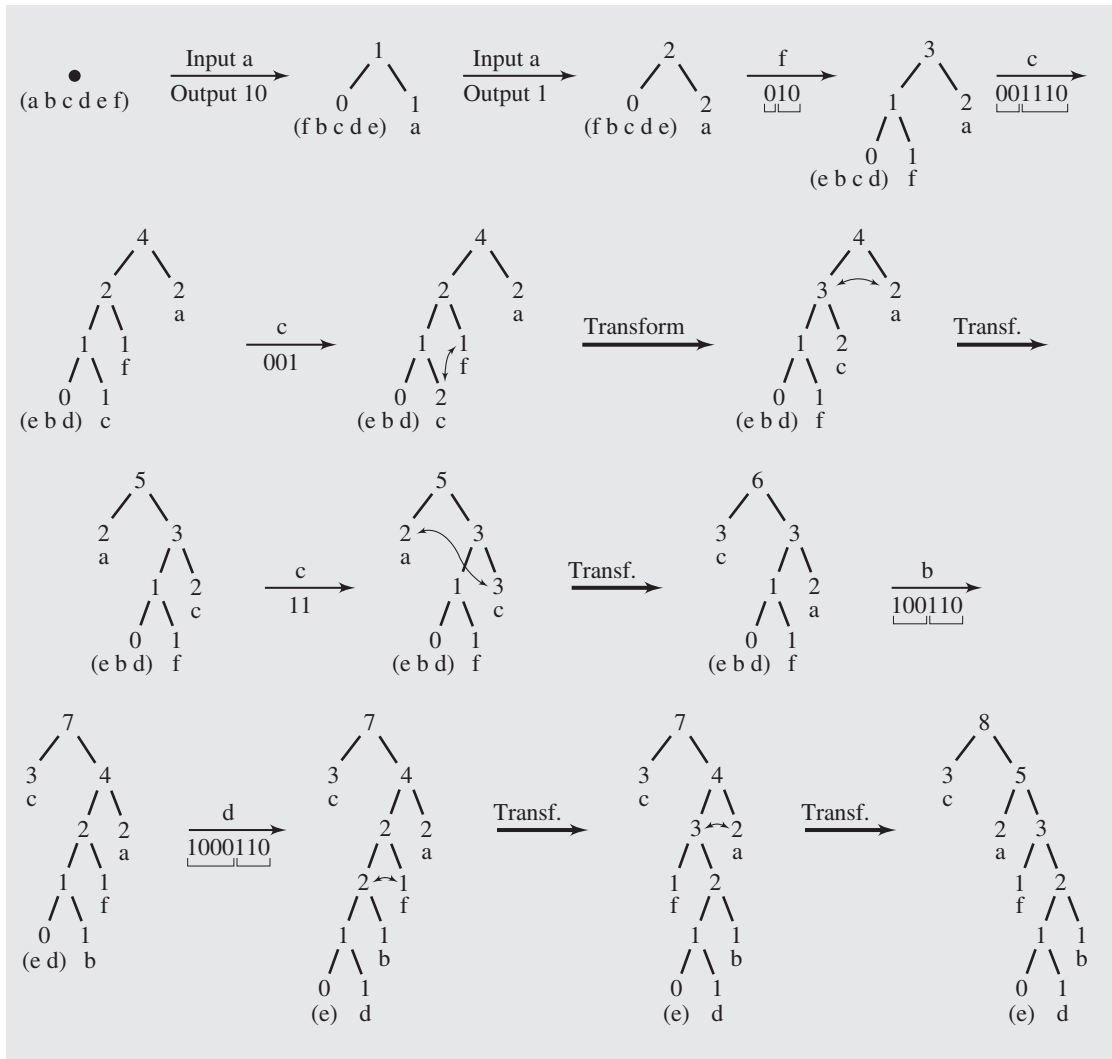 1 2 3
Input a Input a f c
(a b c d e f) Output 10 Output 1 010 0011110
0 1 0 2 1 2
(f b c d e) a (f b c d e) a a
0 1
(e b c d) f
4 4 4
2 2 2 2 3 2
a a a
c Transform Transf.
1 1 001 1 1 1 2
f f c
0 1 0 2 0 1
(e b d) c (e b d) c (e b d) f
5 5 6
2 3 2 3 3 3
a a c
c Transf. b
1 2 11 1 3 1 2 100110
c c a
0 1 0 1 0 1
(e b d) f (e b d) f (e b d) f
7 7 7 8
3 4 3 4 3 4 3 5
c c c c
d Transf. Transf.
2 2 1000110 2 2 3 2 2 3
a a a a
1 1 2 1 1 2 1 2
f f f f
0 1 1 1 1 1 1 1
(e d) b b b b
0 1 0 1 0 1
(e) d (e) d (e) d